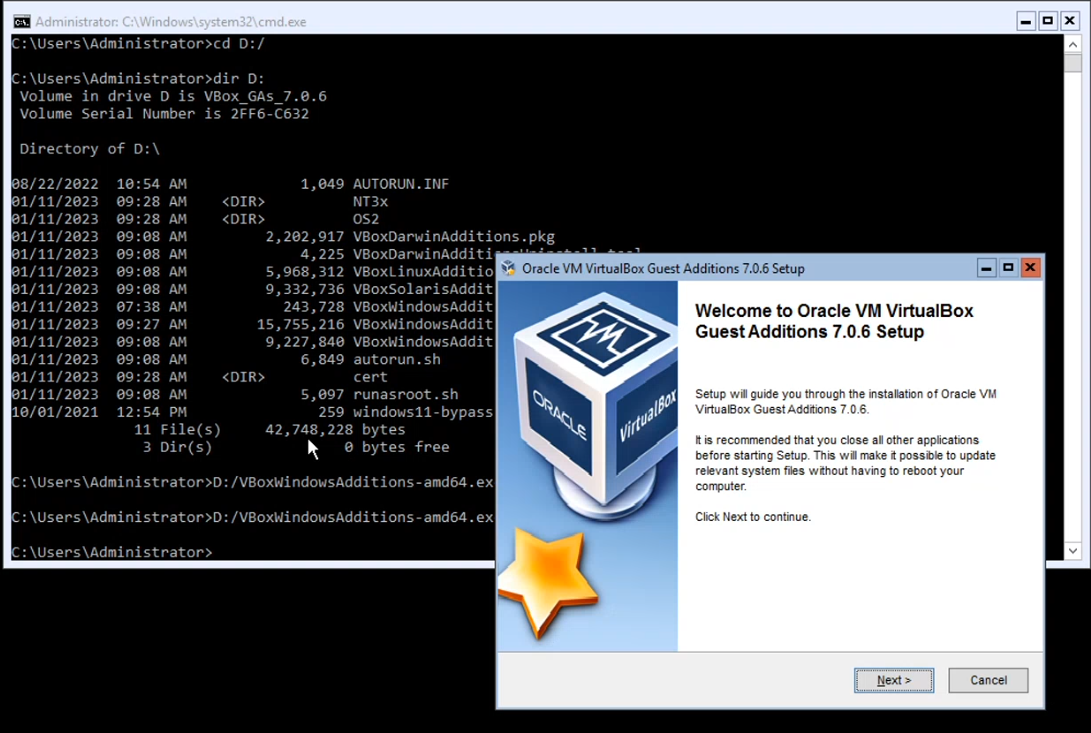 Administrator: C:\Windows\system32\cmd.exe
C:\Users\Administrator>cd D:/
C:\Users\Administrator>dir D:
Volume in drive D is VBox_GAs_7.0.6
Volume Serial Number is 2FF6-C632
Directory of D:\
08/22/2022 10:54 AM 1,049 AUTORUN.INF
01/11/2023 09:28 AM <DIR> NT3x
01/11/2023 09:28 AM <DIR> OS2
01/11/2023 09:08 AM 2,202,917 VBoxDarwinAdditions.pkg
01/11/2023 09:08 AM 4,225 VBoxDarwinAdditionsUninstall.tool
01/11/2023 09:08 AM 5,968,312 VBoxLinuxAdditio
01/11/2023 09:08 AM 9,332,736 VBoxSolarisAddit
01/11/2023 07:38 AM 243,728 VBoxWindowsAddit
01/11/2023 09:27 AM 15,755,216 VBoxWindowsAddit
01/11/2023 09:08 AM 9,227,840 VBoxWindowsAddit
01/11/2023 09:08 AM 6,849 autorun.sh
01/11/2023 09:28 AM <DIR> cert
01/11/2023 09:08 AM 5,097 runasroot.sh
10/01/2021 12:54 PM 259 windows11-bypass
11 File(s) 42,748,228 bytes
3 Dir(s) 0 bytes free
C:\Users\Administrator>D:/VBoxWindowsAdditions-amd64.ex
C:\Users\Administrator>D:/VBoxWindowsAdditions-amd64.ex
C:\Users\Administrator>
Oracle VM VirtualBox Guest Additions 7.0.6 Setup
ORACLE
VirtualBox
Welcome to Oracle VM VirtualBox
Guest Additions 7.0.6 Setup
Setup will guide you through the installation of Oracle VM
VirtualBox Guest Additions 7.0.6.
It is recommended that you close all other applications
before starting Setup. This will make it possible to update
relevant system files without having to reboot your
computer.
Click Next to continue.
Next >
Cancel